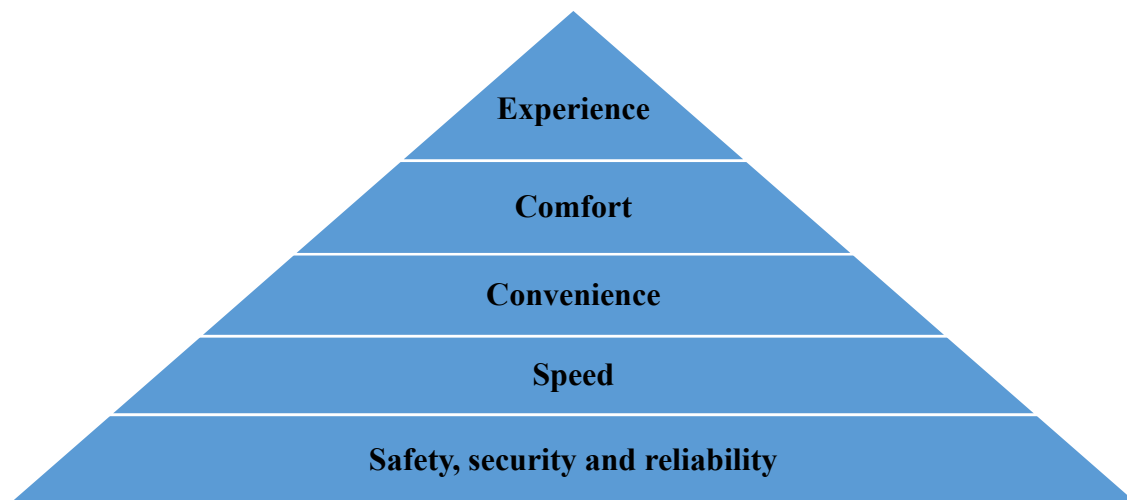 Experience
Comfort
Convenience
Speed
Safety, security and reliability